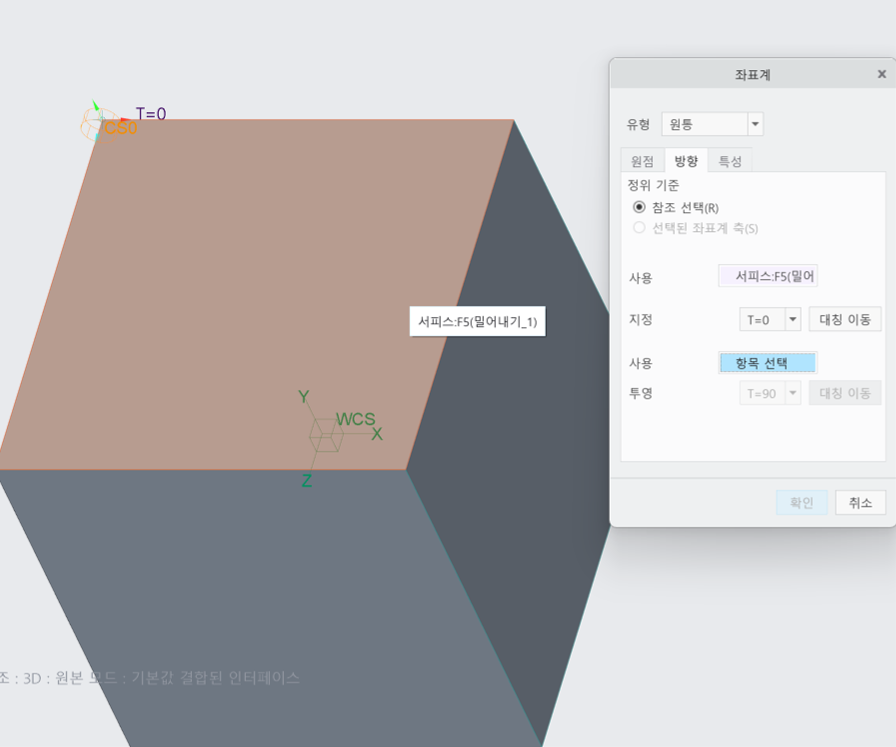 좌표계
유형 원통
원점 방향 특성
정위 기준
참조 선택(R)
선택된 좌표계 축(S)
사용 서피스:F5(밀어
지정 T=0 대칭 이동
사용 항목 선택
투영 T=90 대칭 이동
확인 취소
T=0
CS0
서피스:F5(밀어내기_1)
Y
WCS
X
Z
조 : 3D : 원본 모드 : 기본값 결합된 인터페이스